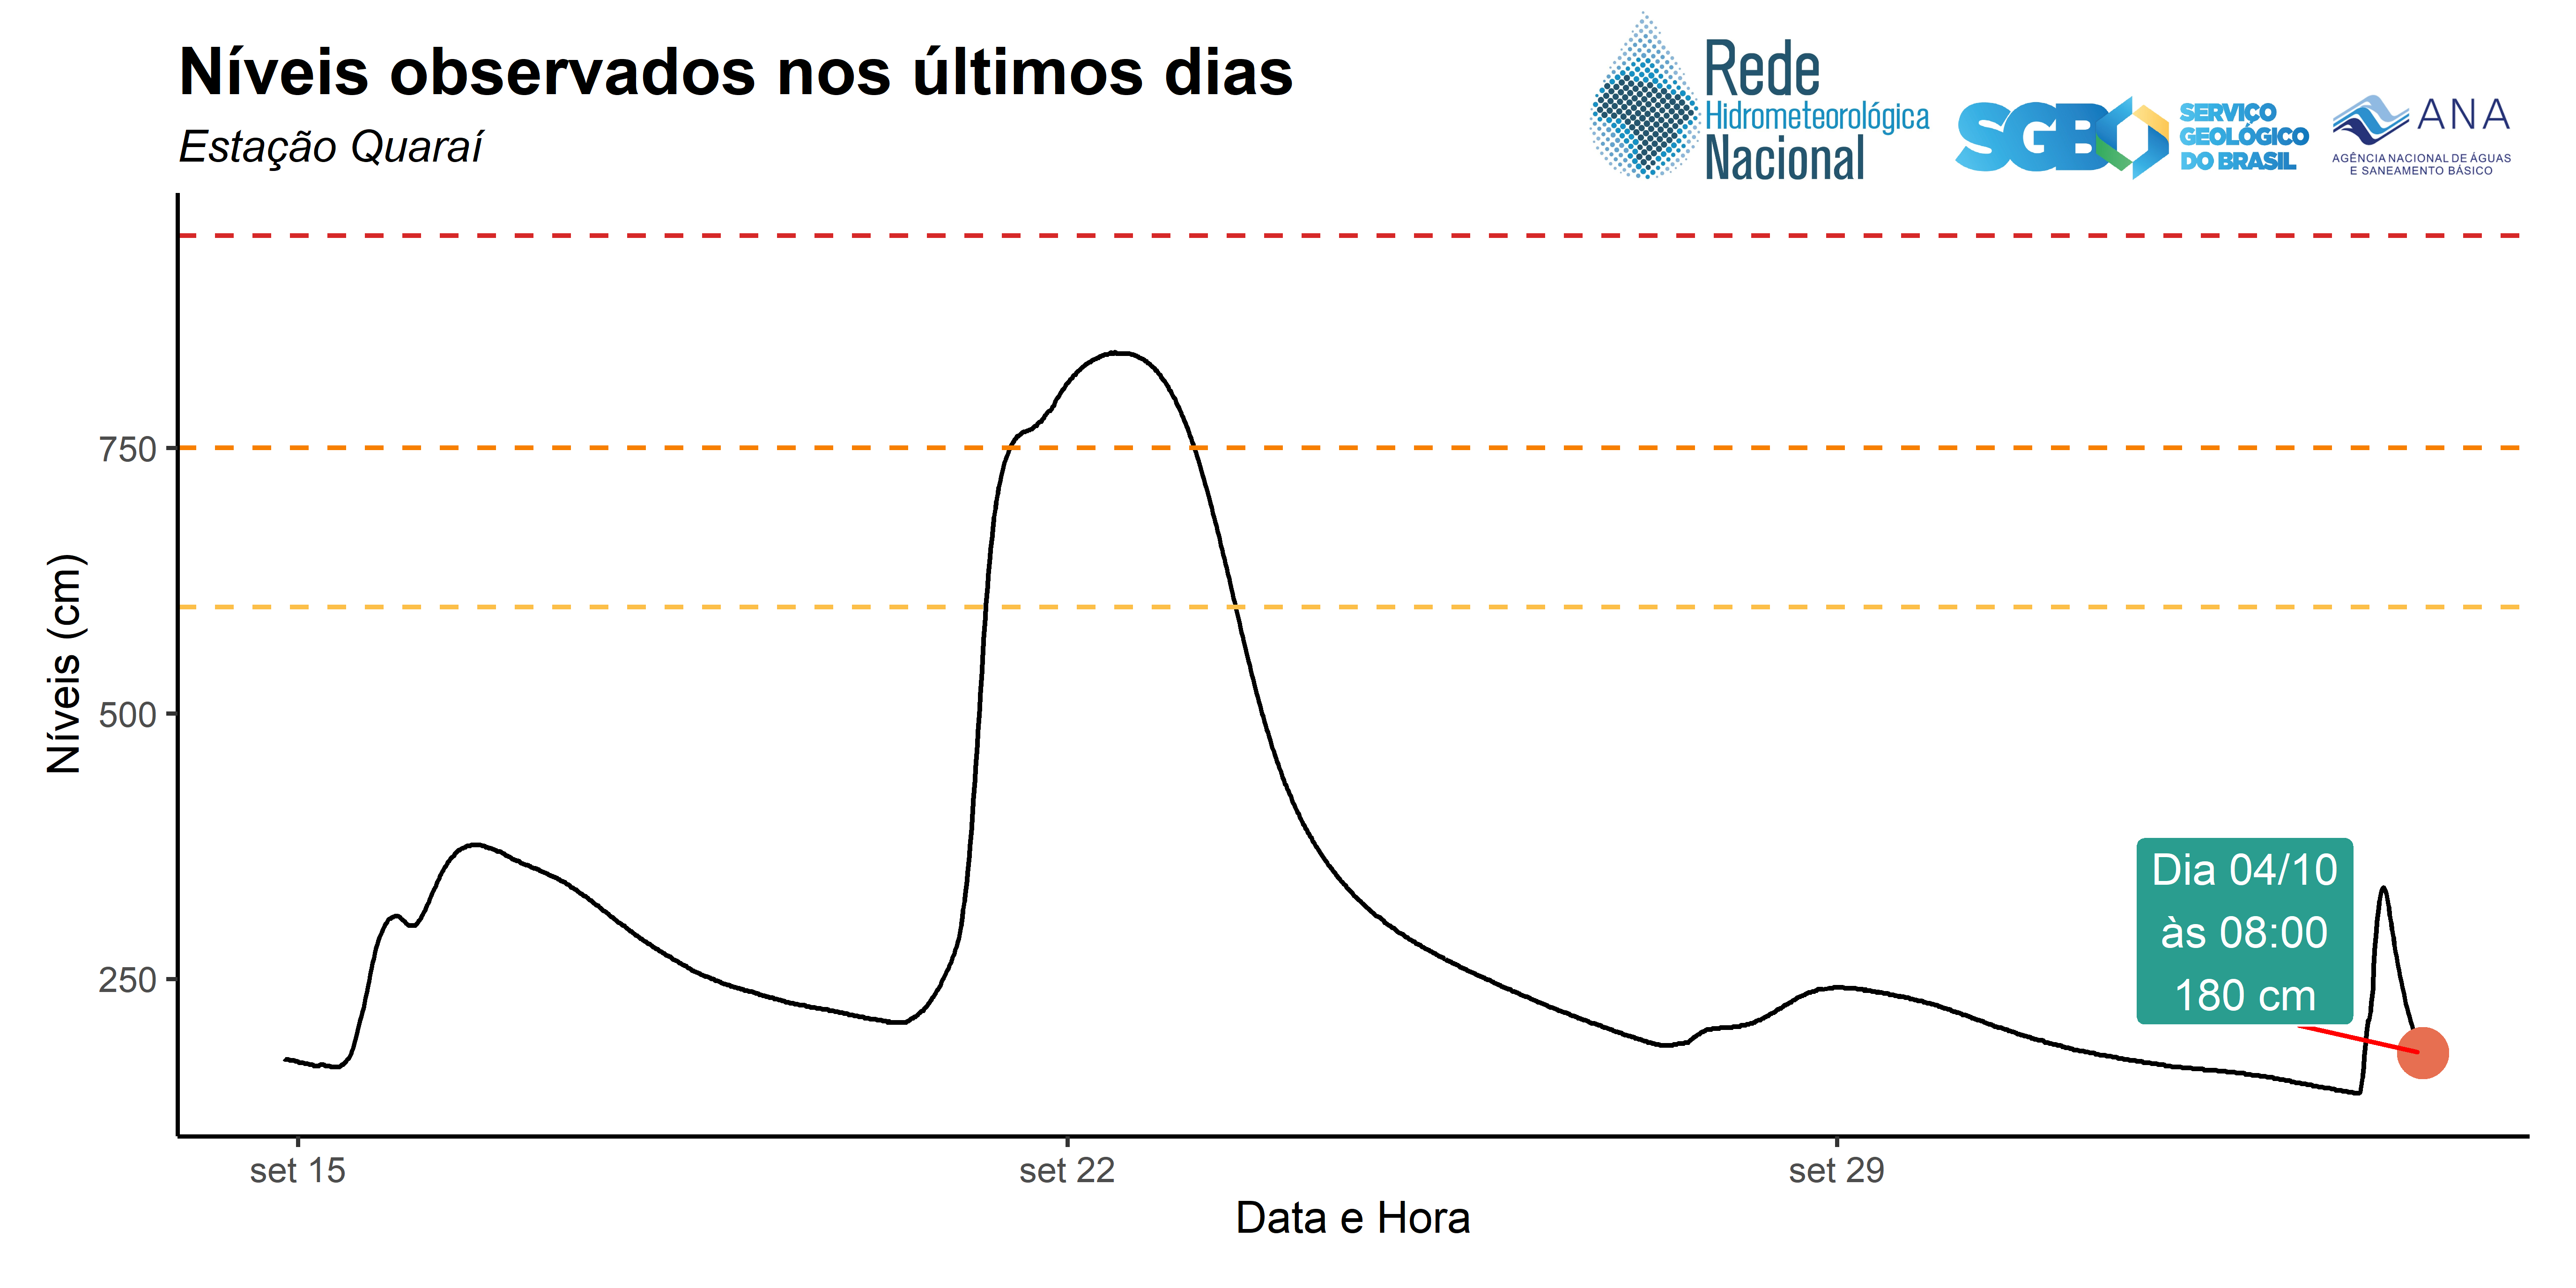 Níveis observados nos últimos dias
Estação Quaraí
Rede
Hidrometeorológica
Nacional
SGB
SERVIÇO
GEOLÓGICO
DO BRASIL
ANA
AGÊNCIA NACIONAL DE ÁGUAS
E SANEAMENTO BÁSICO
Níveis (cm)
750
500
250
Dia 04/10
às 08:00
180 cm
set 15
set 22
set 29
Data e Hora